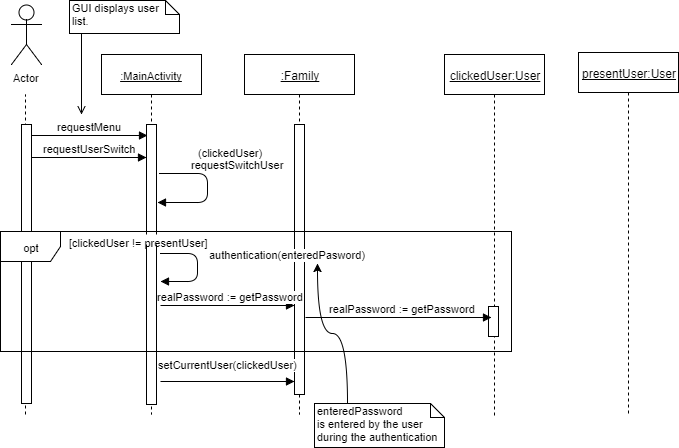 GUI displays user
list.
Actor
:MainActivity
:Family
clickedUser:User
presentUser:User
requestMenu
requestUserSwitch
(clickedUser)
requestSwitchUser
opt
[clickedUser != presentUser]
authentication(enteredPasword)
realPassword := getPassword
realPassword := getPassword
setCurrentUser(clickedUser)
enteredPassword
is entered by the user
during the authentication